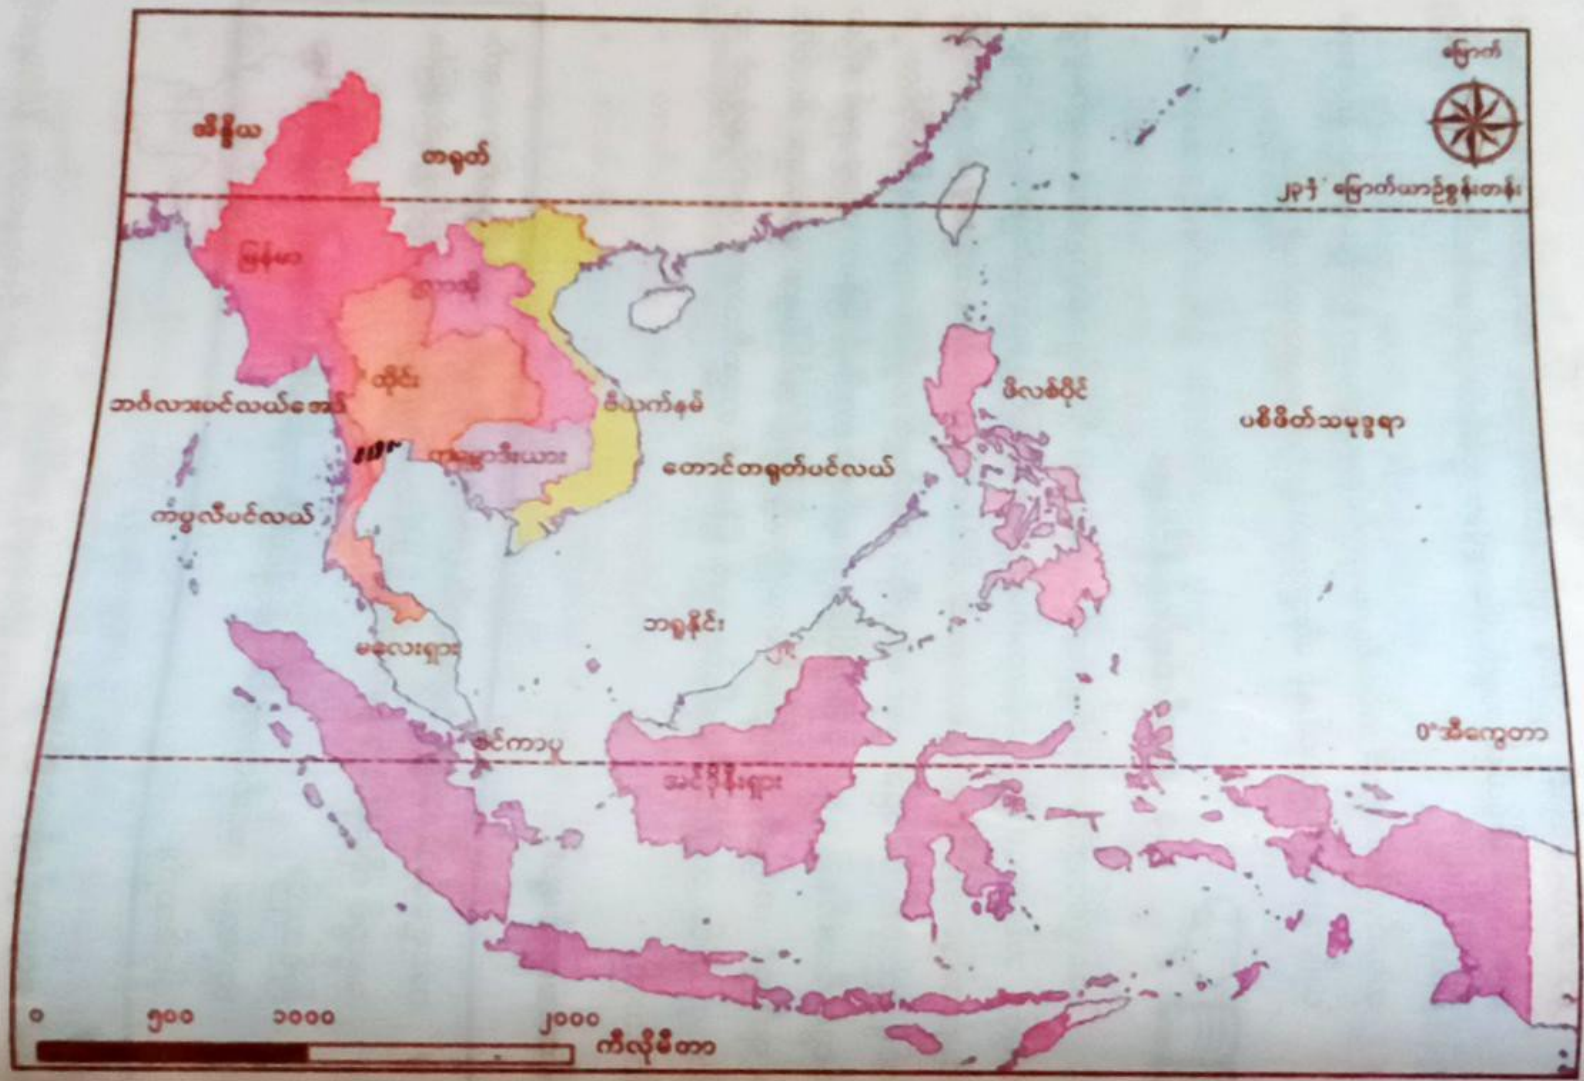 မြောက်
အိန္ဒိယ
တရုတ်
၂၃½° မြောက်ယာဉ်စွန်းတန်း
မြန်မာ
လာအို
ထိုင်း
ဘင်္ဂလားပင်လယ်အော်
ဗီယက်နမ်
ဖိလစ်ပိုင်
ပစိဖိတ်သမုဒ္ဒရာ
ကမ္ဘောဒီးယား
တောင်တရုတ်ပင်လယ်
ကပ္ပလီပင်လယ်
ဘရူနိုင်း
မလေးရှား
0° အီကွေတာ
စင်ကာပူ
အင်ဒိုနီးရှား
၀ ၅၀၀ ၁၀၀၀ ၂၀၀၀
ကီလိုမီတာ